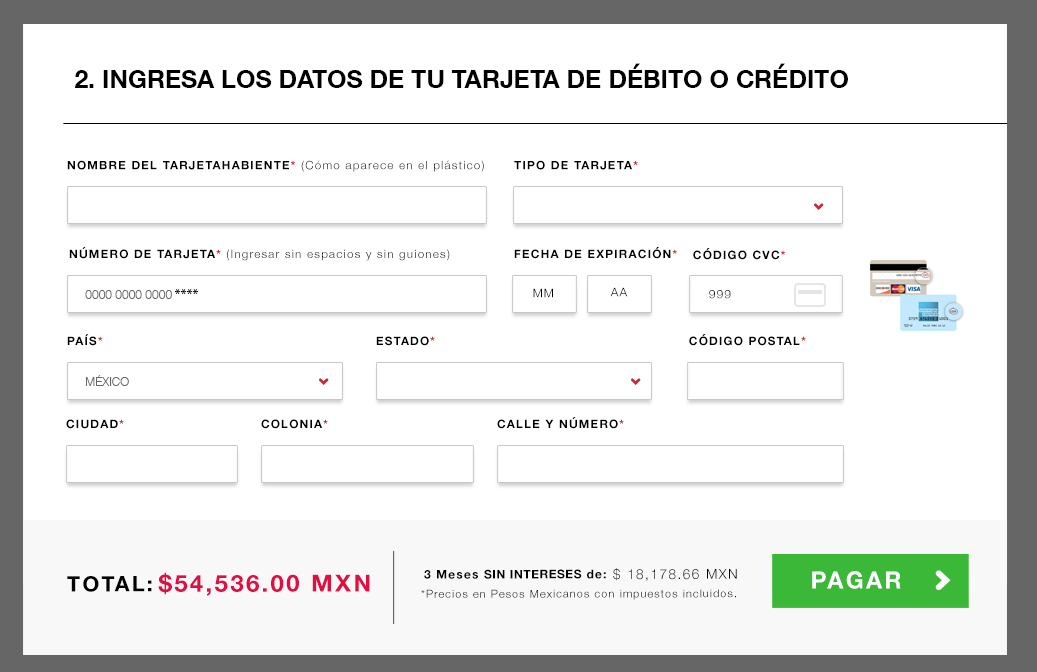 2. INGRESA LOS DATOS DE TU TARJETA DE DÉBITO O CRÉDITO
NOMBRE DEL TARJETAHABIENTE* (Cómo aparece en el plástico)
TIPO DE TARJETA*
NÚMERO DE TARJETA* (Ingresar sin espacios y sin guiones)
FECHA DE EXPIRACIÓN*
CÓDIGO CVC*
0000 0000 0000 ****
MM
AA
999
VISA
PAÍS*
ESTADO*
CÓDIGO POSTAL*
MÉXICO
CIUDAD*
COLONIA*
CALLE Y NÚMERO*
TOTAL: $54,536.00 MXN
3 Meses SIN INTERESES de: $ 18,178.66 MXN
*Precios en Pesos Mexicanos con impuestos incluidos.
PAGAR